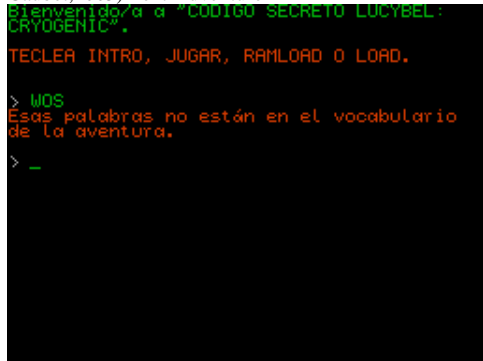 Bienvenido/a a "CODIGO SECRETO LUCYBEL:
CRYOGENIC".
TECLEA INTRO, JUGAR, RAMLOAD O LOAD.
> WOS
Esas palabras no están en el vocabulario
de la aventura.
> _